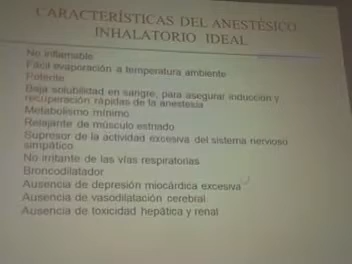 CARACTERÍSTICAS DEL ANESTÉSICO
INHALATORIO IDEAL
No inflamable
Fácil evaporación a temperatura ambiente
Potente
Baja solubilidad en sangre, para asegurar inducción y
recuperación rápidas de la anestesia
Metabolismo mínimo
Relajante de músculo estriado
Supresor de la actividad excesiva del sistema nervioso
simpático
No irritante de las vías respiratorias
Broncodilatador
Ausencia de depresión miocárdica excesiva
Ausencia de vasodilatación cerebral
Ausencia de toxicidad hepática y renal